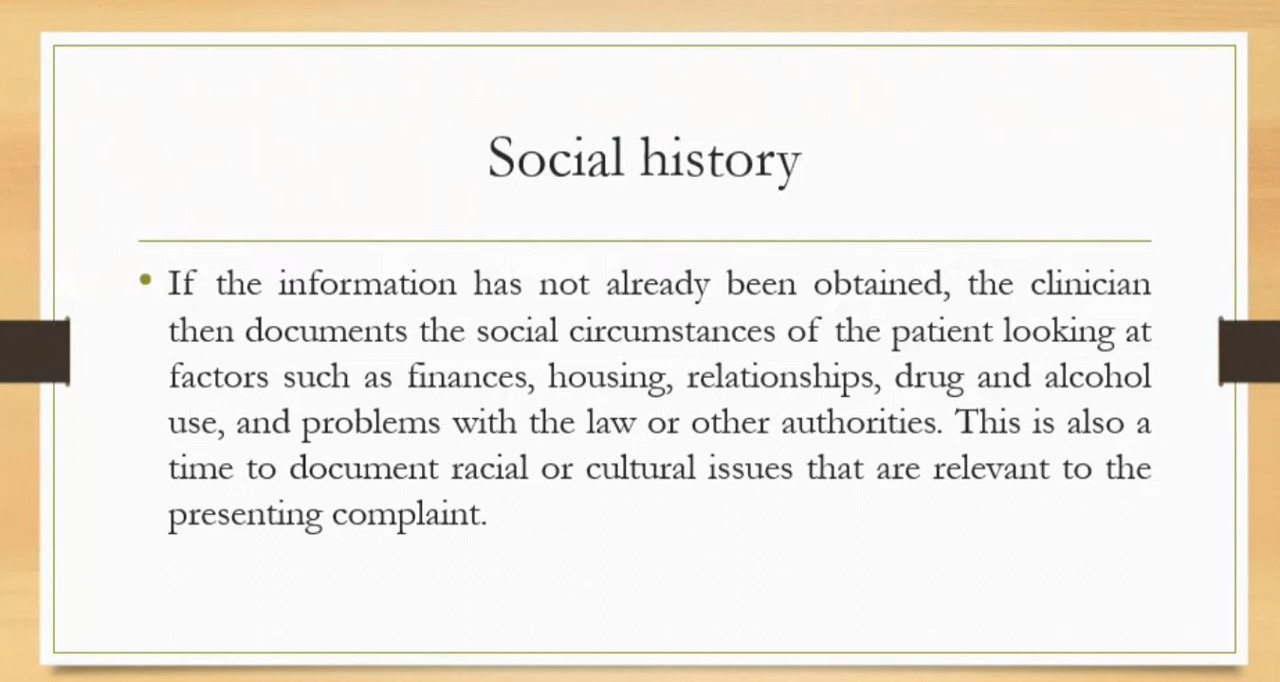 Social history
• If the information has not already been obtained, the clinician
then documents the social circumstances of the patient looking at
factors such as finances, housing, relationships, drug and alcohol
use, and problems with the law or other authorities. This is also a
time to document racial or cultural issues that are relevant to the
presenting complaint.